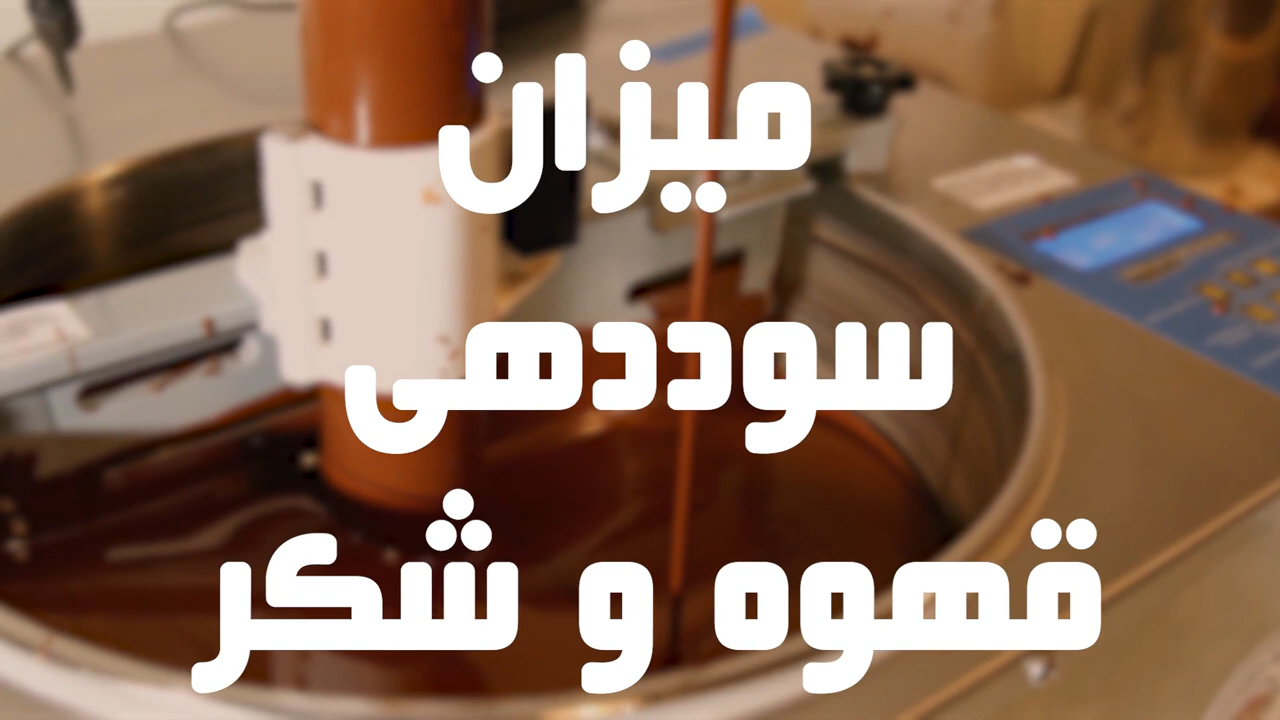 میزان
سوددهی
قهوه و شکر